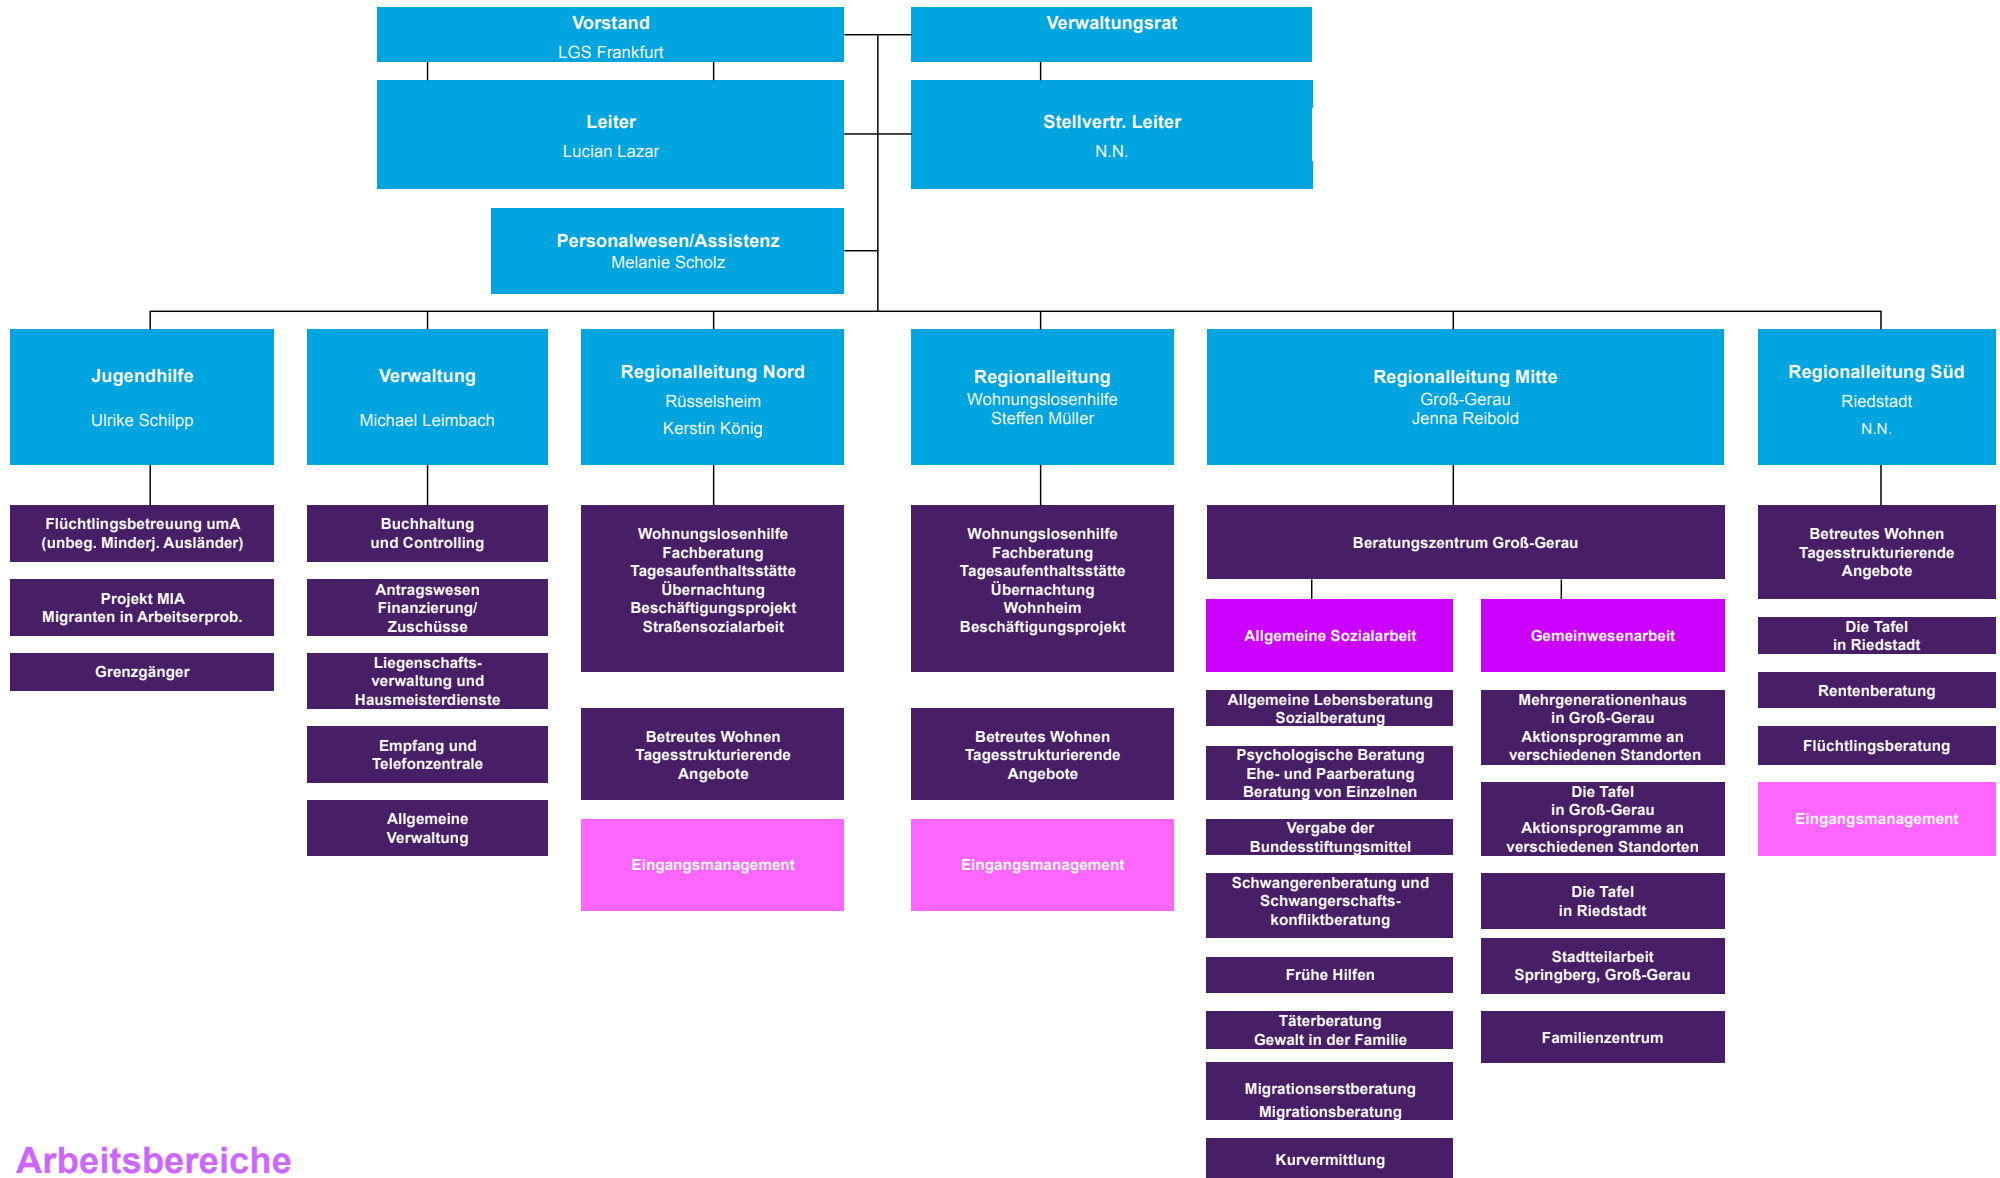 Vorstand
LGS Frankfurt
Verwaltungsrat
Leiter
Lucian Lazar
Stellvertr. Leiter
N.N.
Personalwesen/Assistenz
Melanie Scholz
Jugendhilfe
Ulrike Schilpp
Verwaltung
Michael Leimbach
Regionalleitung Nord
Rüsselsheim
Kerstin König
Regionalleitung
Wohnungslosenhilfe
Steffen Müller
Regionalleitung Mitte
Groß-Gerau
Jenna Reibold
Regionalleitung Süd
Riedstadt
N.N.
Flüchtlingsbetreuung umA
(unbeg. Minderj. Ausländer)
Projekt MIA
Migranten in Arbeitserprob.
Grenzgänger
Buchhaltung
und Controlling
Antragswesen
Finanzierung/
Zuschüsse
Liegenschafts-
verwaltung und
Hausmeisterdienste
Empfang und
Telefonzentrale
Allgemeine
Verwaltung
Wohnungslosenhilfe
Fachberatung
Tagesaufenthaltsstätte
Übernachtung
Beschäftigungsprojekt
Straßensozialarbeit
Betreutes Wohnen
Tagesstrukturierende
Angebote
Eingangsmanagement
Wohnungslosenhilfe
Fachberatung
Tagesaufenthaltsstätte
Übernachtung
Wohnheim
Beschäftigungsprojekt
Betreutes Wohnen
Tagesstrukturierende
Angebote
Eingangsmanagement
Beratungszentrum Groß-Gerau
Allgemeine Sozialarbeit
Allgemeine Lebensberatung
Sozialberatung
Psychologische Beratung
Ehe- und Paarberatung
Beratung von Einzelnen
Vergabe der
Bundesstiftungsmittel
Schwangerenberatung und
Schwangerschafts-
konfliktberatung
Frühe Hilfen
Täterberatung
Gewalt in der Familie
Migrationserstberatung
Migrationsberatung
Kurvermittlung
Gemeinwesenarbeit
Mehrgenerationenhaus
in Groß-Gerau
Aktionsprogramme an
verschiedenen Standorten
Die Tafel
in Groß-Gerau
Aktionsprogramme an
verschiedenen Standorten
Die Tafel
in Riedstadt
Stadtteilarbeit
Springberg, Groß-Gerau
Familienzentrum
Betreutes Wohnen
Tagesstrukturierende
Angebote
Die Tafel
in Riedstadt
Rentenberatung
Flüchtlingsberatung
Eingangsmanagement
Arbeitsbereiche